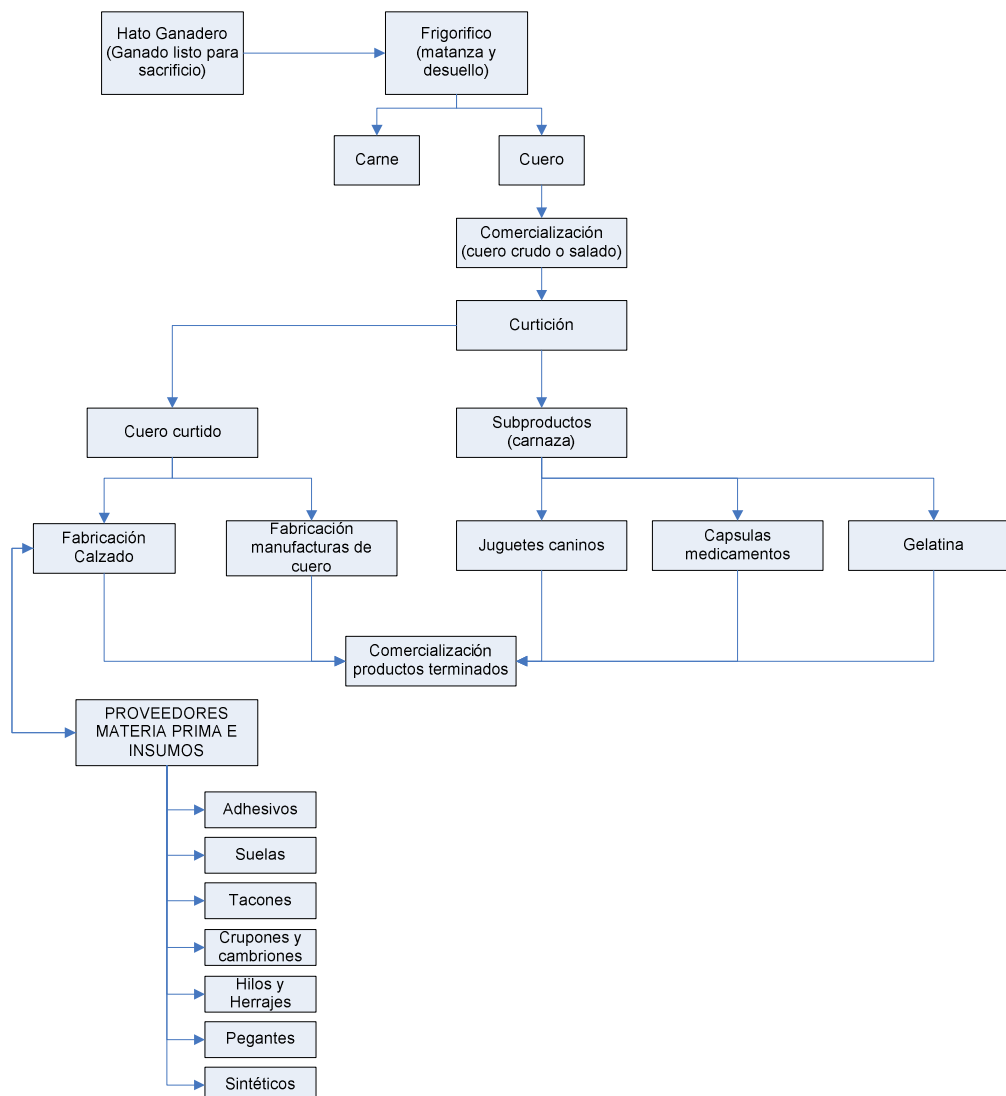 Hato Ganadero
(Ganado listo para
sacrificio)
Frigorifico
(matanza y
desuello)
Carne
Cuero
Comercialización
(cuero crudo o salado)
Curtición
Cuero curtido
Subproductos
(carnaza)
Fabricación
Calzado
Fabricación
manufacturas de
cuero
Juguetes caninos
Capsulas
medicamentos
Gelatina
Comercialización
productos terminados
PROVEEDORES
MATERIA PRIMA E
INSUMOS
Adhesivos
Suelas
Tacones
Crupones y
cambriones
Hilos y
Herrajes
Pegantes
Sintéticos